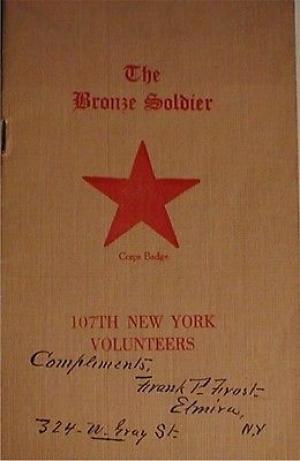 The
Bronze Soldier
Corps Badge
107TH NEW YORK
VOLUNTEERS
Compliments,
Frank P. Frost
Elmira,
324 - W. Gray St. N.Y